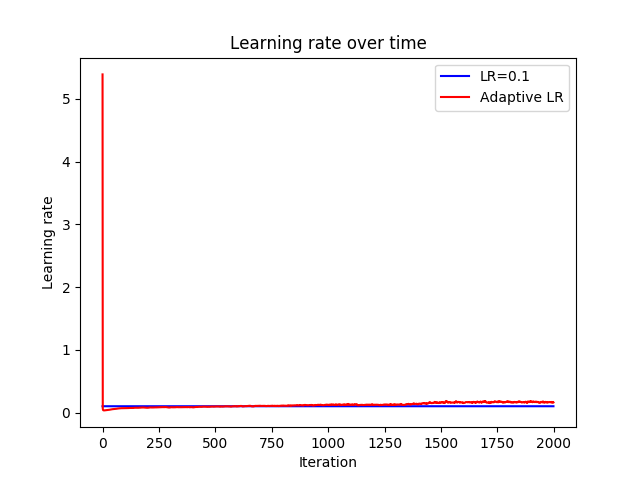 Learning rate over time
LR=0.1
Adaptive LR
Learning rate
5
4
3
2
1
0
0 250 500 750 1000 1250 1500 1750 2000
Iteration